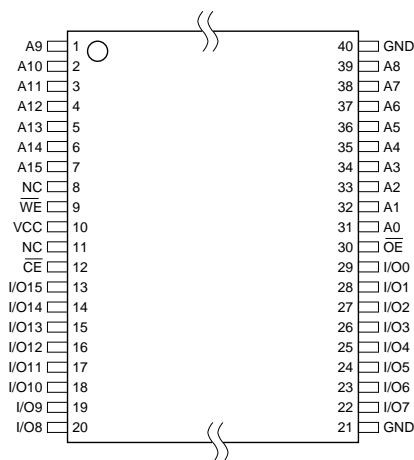 A9 1 40 GND
A10 2 39 A8
A11 3 38 A7
A12 4 37 A6
A13 5 36 A5
A14 6 35 A4
A15 7 34 A3
NC 8 33 A2
W̅E̅ 9 32 A1
VCC 10 31 A0
NC 11 30 O̅E̅
C̅E̅ 12 29 I/O0
I/O15 13 28 I/O1
I/O14 14 27 I/O2
I/O13 15 26 I/O3
I/O12 16 25 I/O4
I/O11 17 24 I/O5
I/O10 18 23 I/O6
I/O9 19 22 I/O7
I/O8 20 21 GND